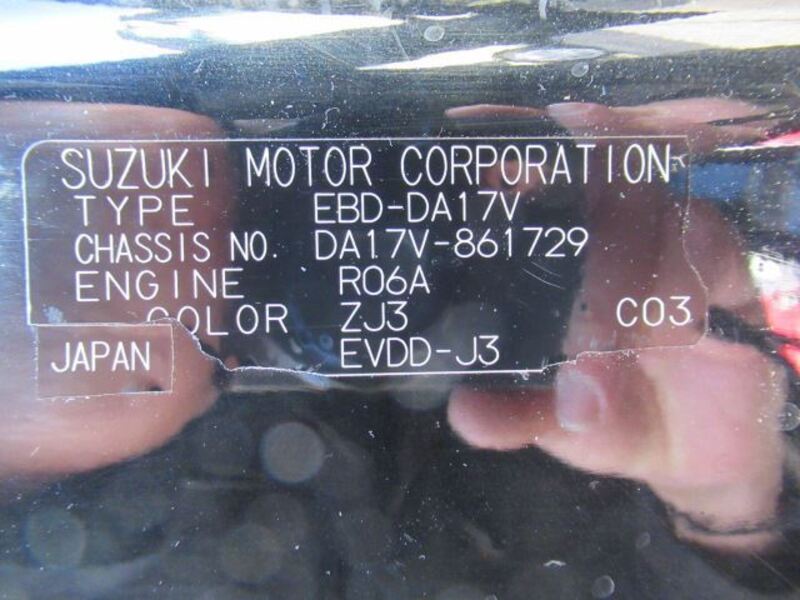 SUZUKI MOTOR CORPORATION
TYPE EBD-DA17V
CHASSIS NO. DA17V-861729
ENGINE R06A
COLOR ZJ3 C03
JAPAN EVDD-J3